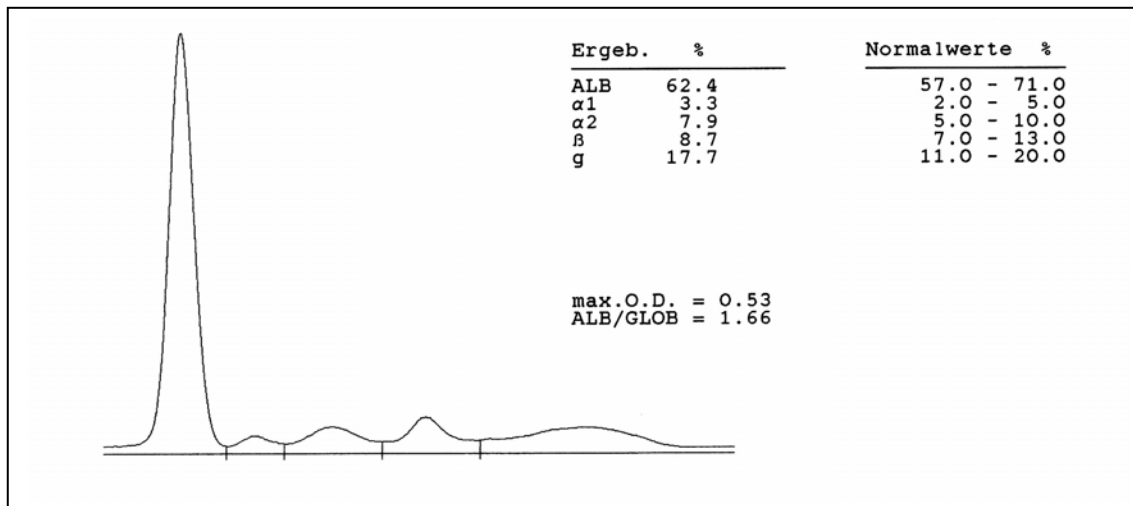 Ergeb. % Normalwerte %
ALB 62.4 57.0 - 71.0
α1 3.3 2.0 - 5.0
α2 7.9 5.0 - 10.0
ß 8.7 7.0 - 13.0
g 17.7 11.0 - 20.0
max.O.D. = 0.53
ALB/GLOB = 1.66